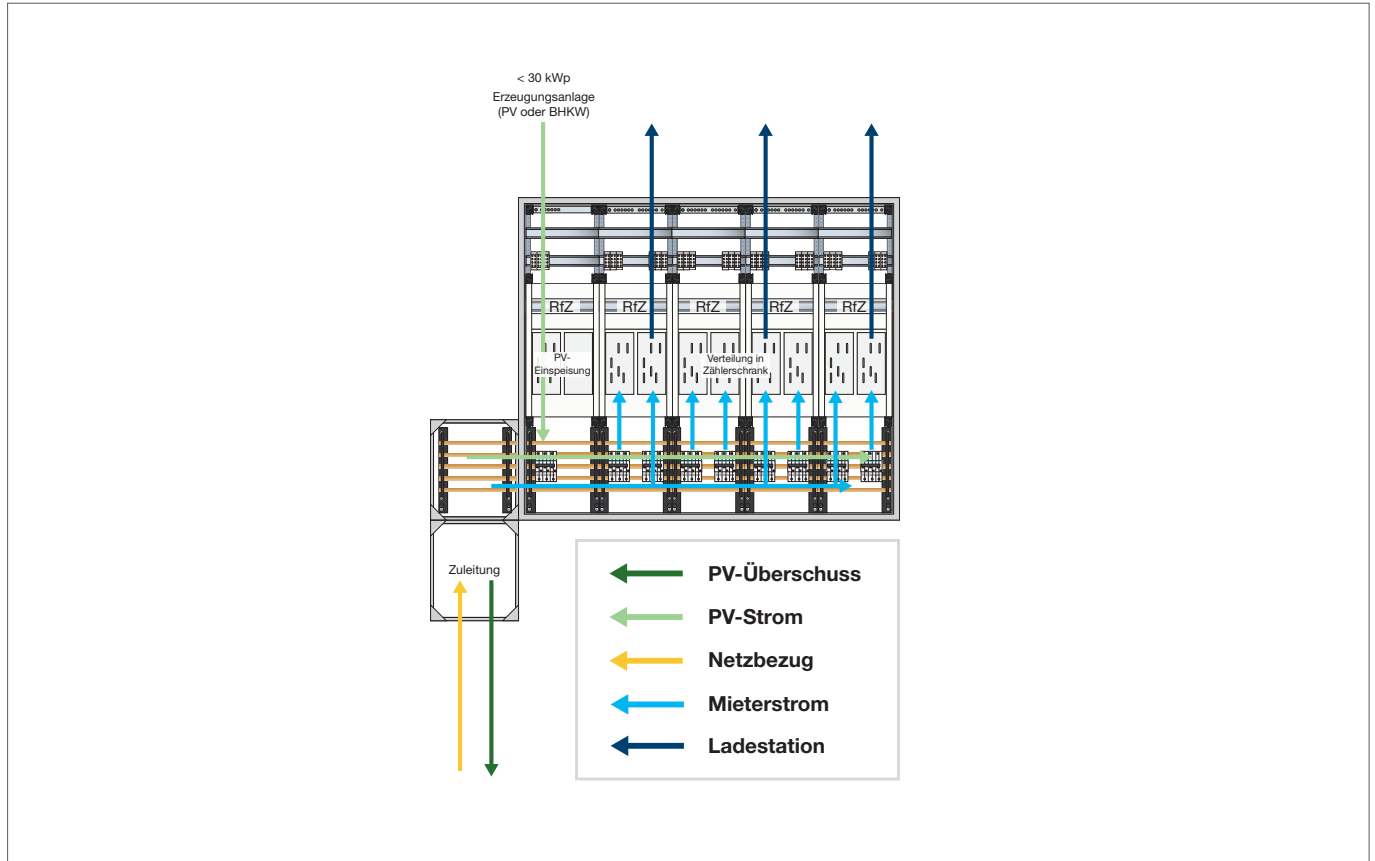 < 30 kWp
Erzeugungsanlage
(PV oder BHKW)
RfZ
RfZ
RfZ
RfZ
RfZ
PV-
Einspeisung
Verteilung in
Zählerschrank
Zuleitung
PV-Überschuss
PV-Strom
Netzbezug
Mieterstrom
Ladestation